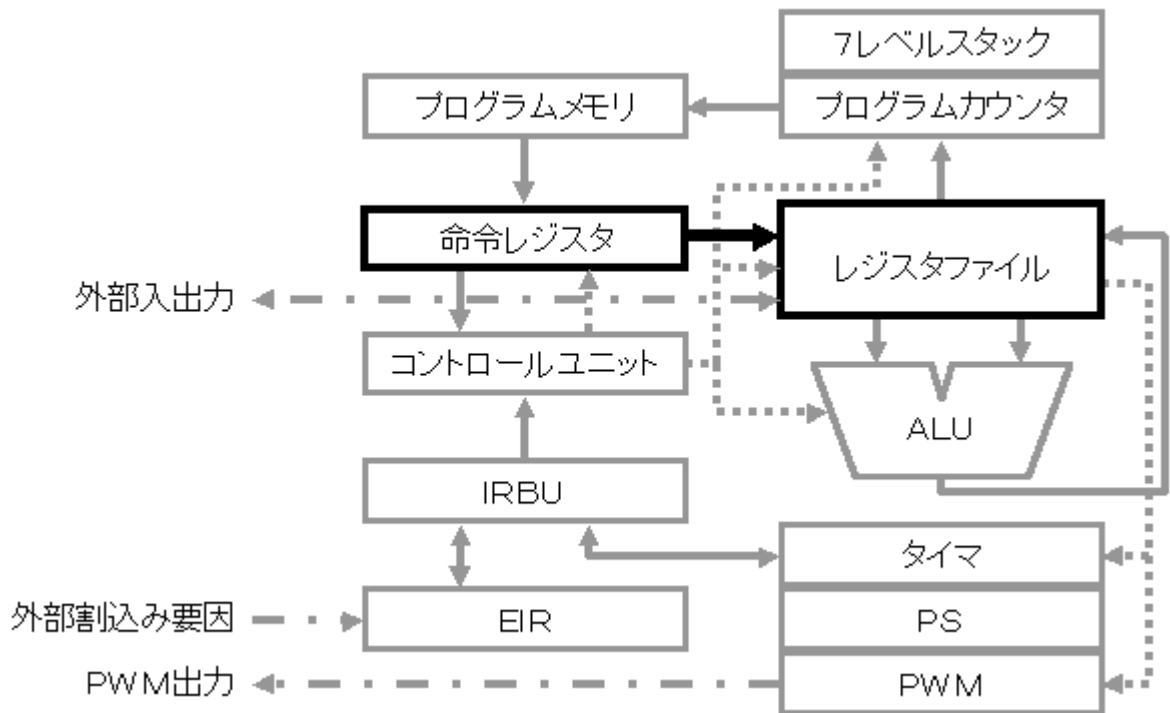 7レベルスタック
プログラムメモリ
プログラムカウンタ
命令レジスタ
レジスタファイル
外部入出力
コントロールユニット
ALU
IRBU
タイマ
外部割込み要因
EIR
PS
PWM出力
PWM